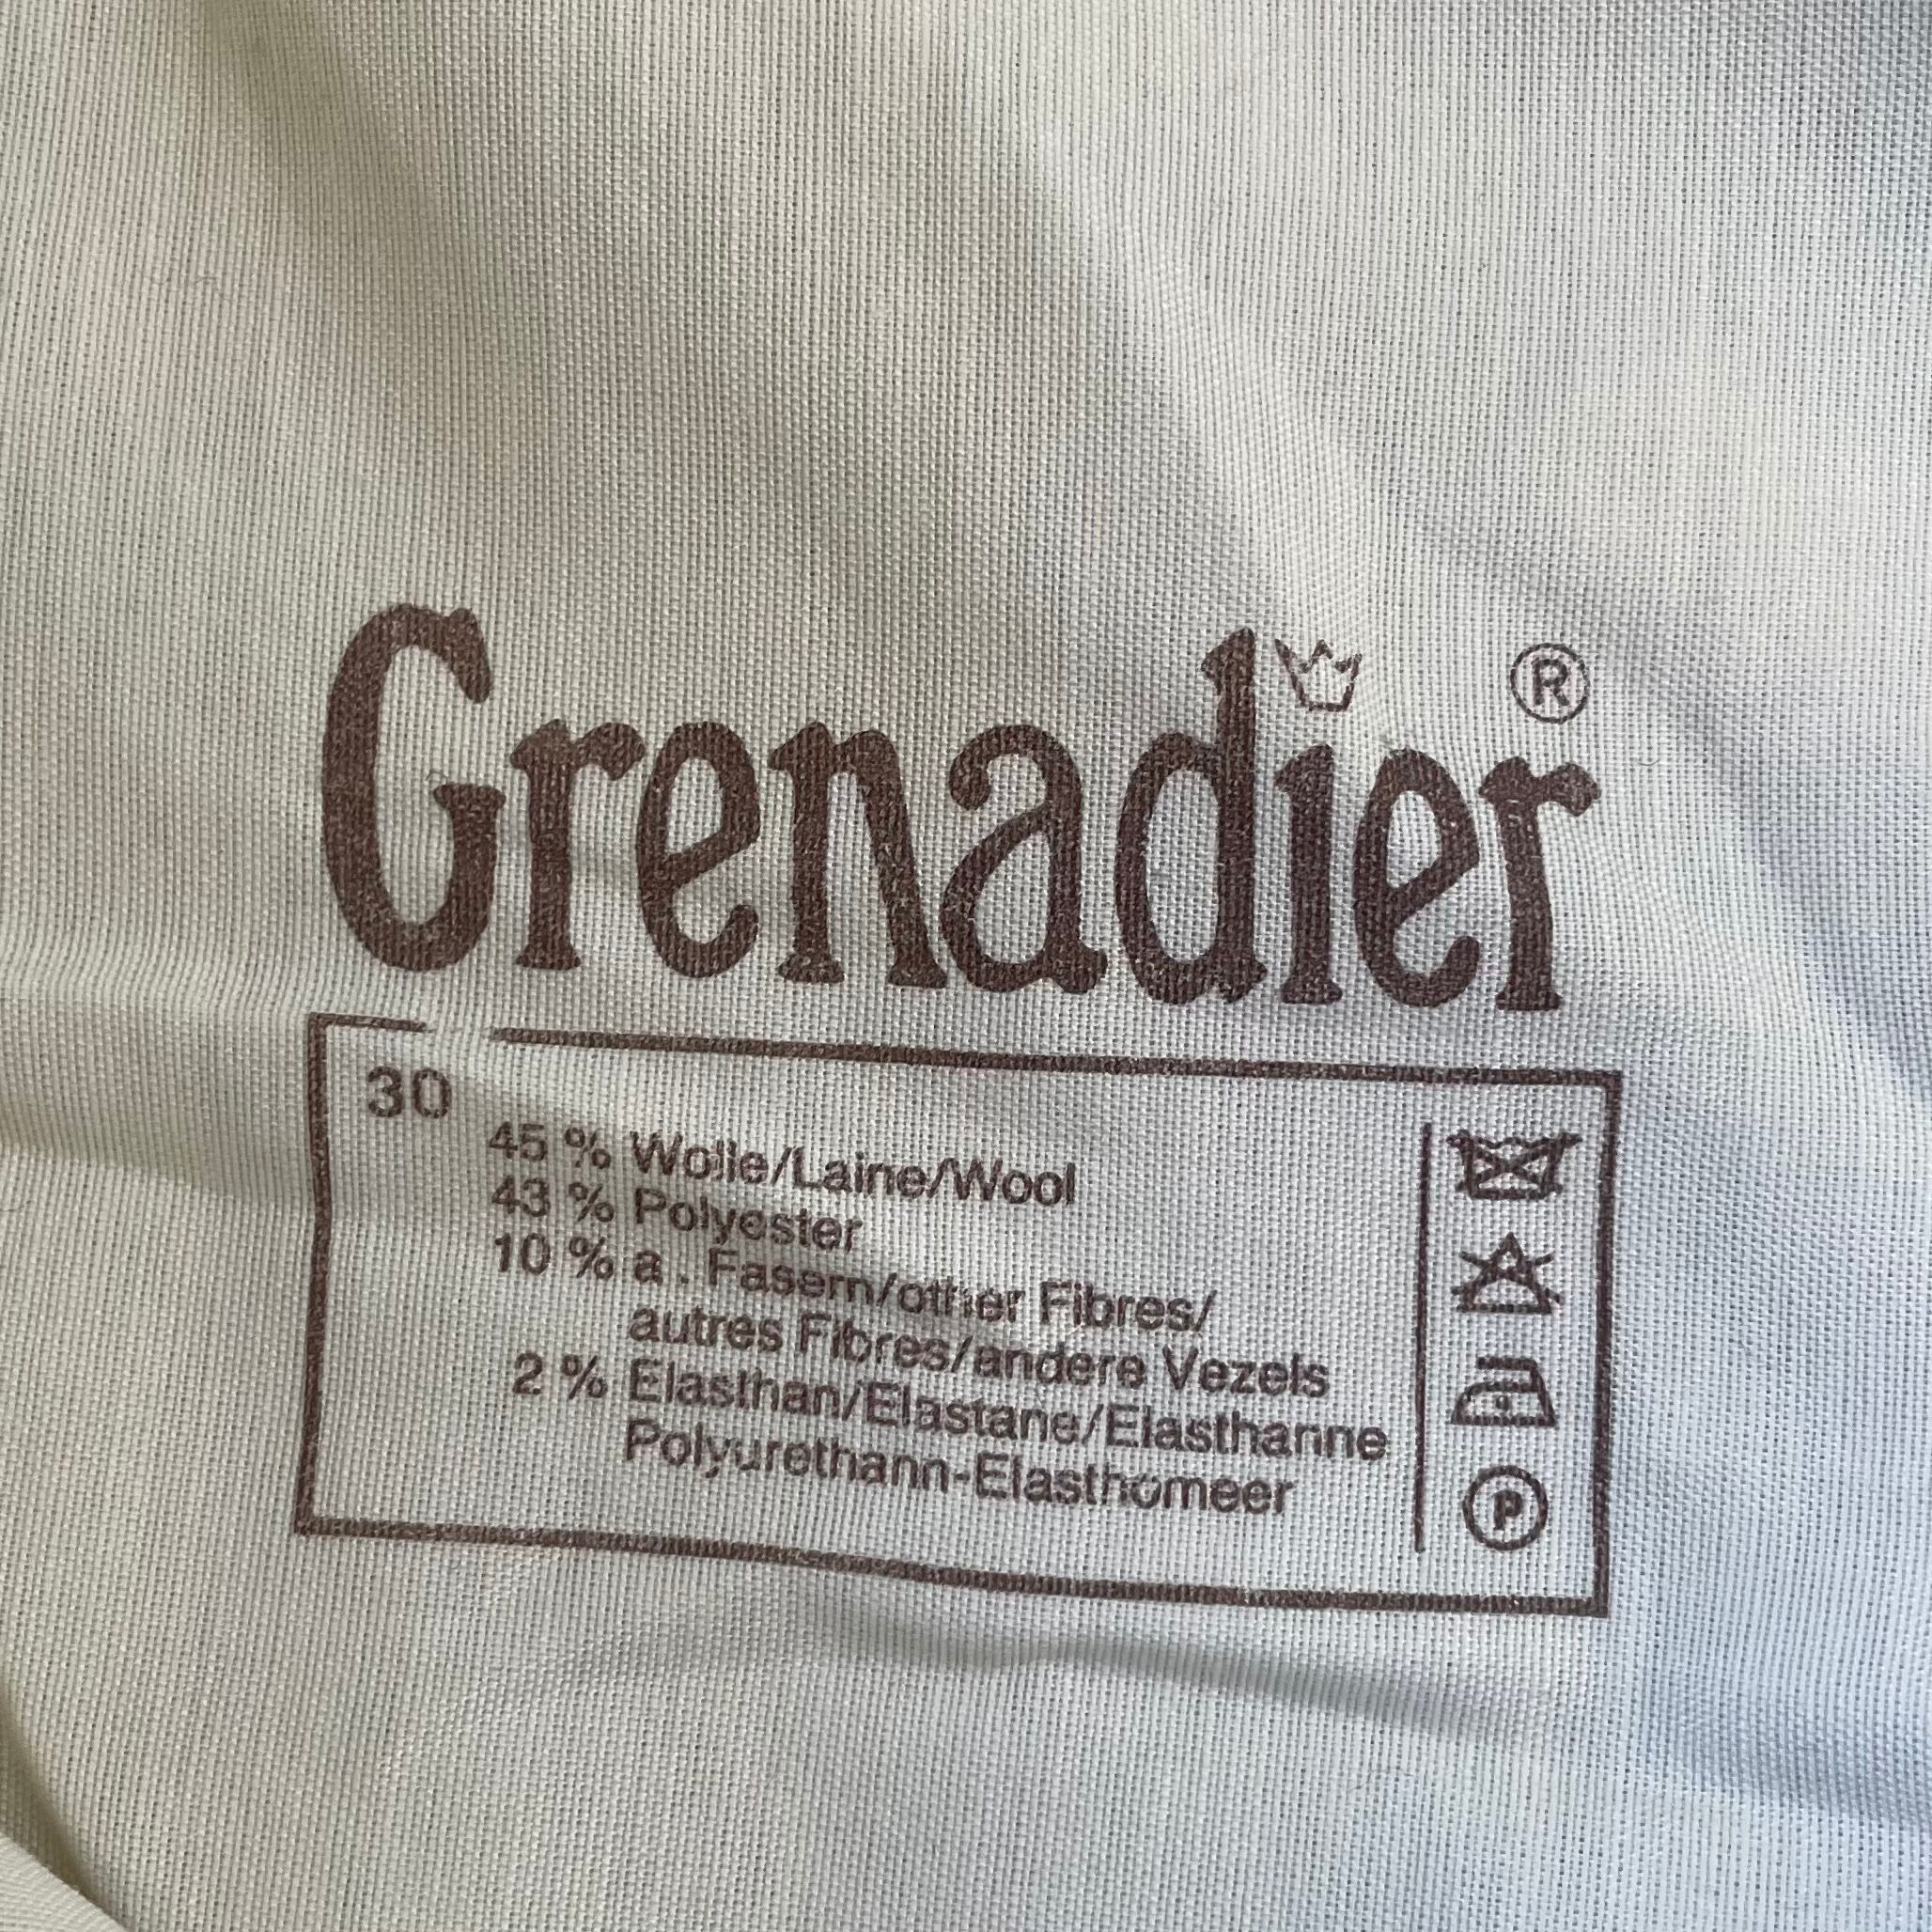 Grenadier ®
30
45 % Wolle/Laine/Wool
43 % Polyester
10 % a . Fasern/other Fibres/
autres Fibres/andere Vezels
2 % Elasthan/Elastane/Elasthanne
Polyurethann-Elasthomeer
P